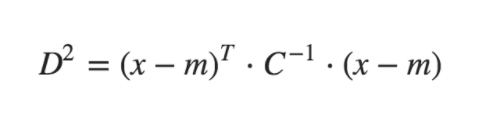 D² = (x − m)ᵀ · C⁻¹ · (x − m)